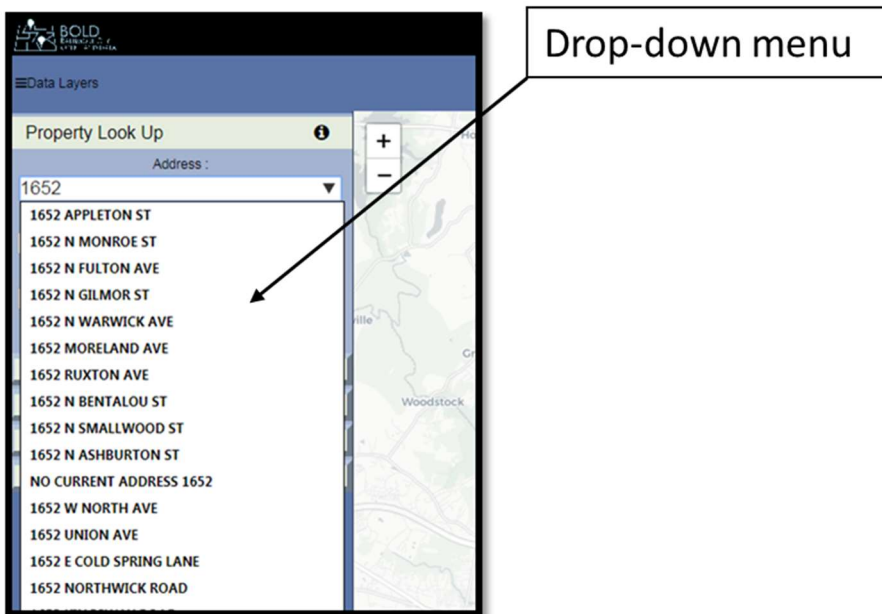 BOLD
Drop-down menu
≡Data Layers
Property Look Up
Address :
1652
1652 APPLETON ST
1652 N MONROE ST
1652 N FULTON AVE
1652 N GILMOR ST
1652 N WARWICK AVE
1652 MORELAND AVE
1652 RUXTON AVE
1652 N BENTALOU ST
1652 N SMALLWOOD ST
1652 N ASHBURTON ST
NO CURRENT ADDRESS 1652
1652 W NORTH AVE
1652 UNION AVE
1652 E COLD SPRING LANE
1652 NORTHWICK ROAD
+
−
ville
Woodstock